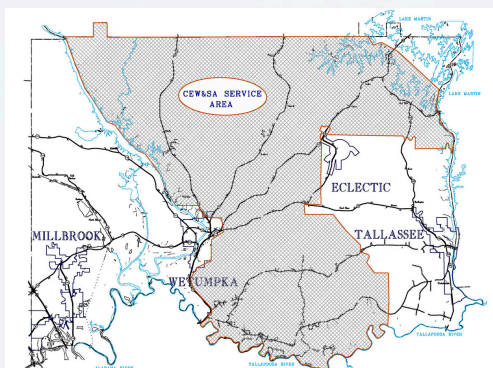 LAKE MARTIN
CEW&SA SERVICE
AREA
LAKE MARTIN
ECLECTIC
MILLBROOK
TALLASSEE
WETUMPKA
TALLAPOOSA RIVER
ALABAMA RIVER
TALLAPOOSA RIVER